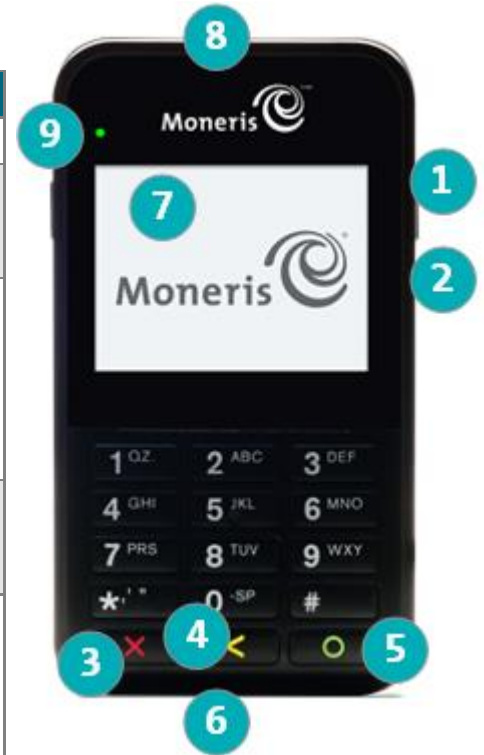 8
9
Moneris
1
7
2
Moneris
1 QZ. 2 ABC 3 DEF
4 GHI 5 JKL 6 MNO
7 PRS 8 TUV 9 WXY
*,' " 0 -SP #
3 4 < 5
6